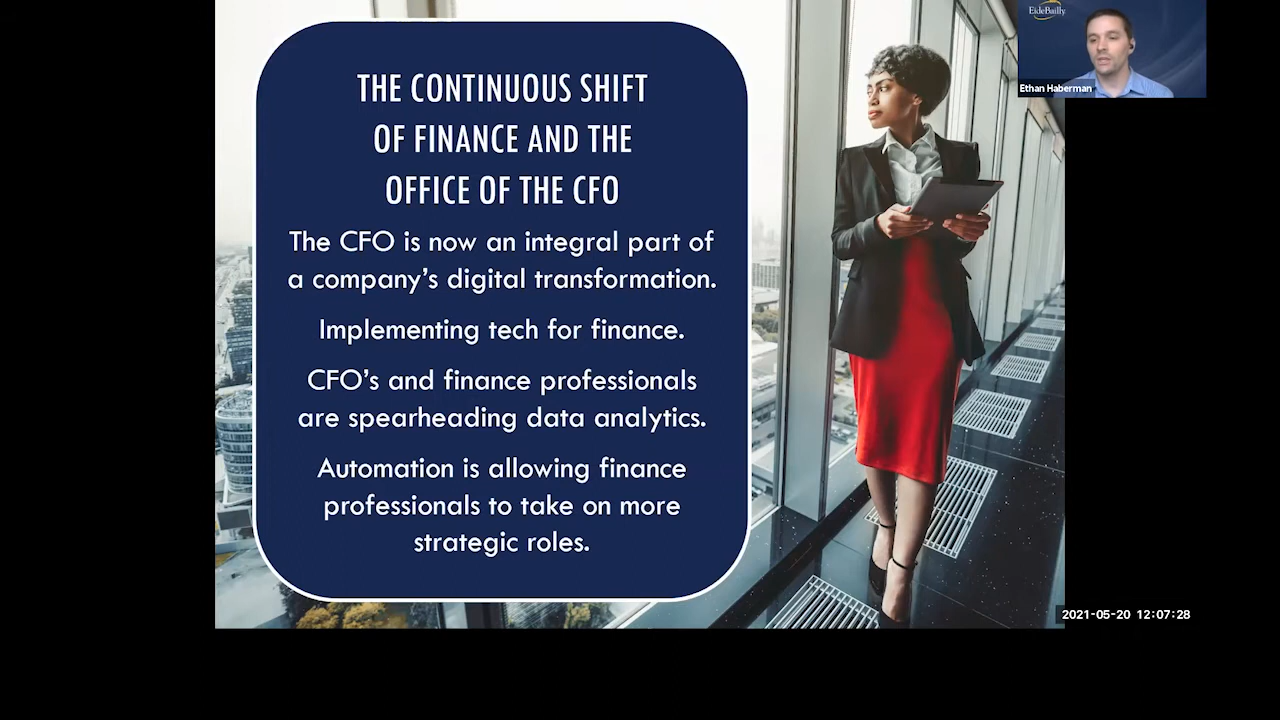 THE CONTINUOUS SHIFT
OF FINANCE AND THE
OFFICE OF THE CFO
The CFO is now an integral part of
a company’s digital transformation.
Implementing tech for finance.
CFO’s and finance professionals
are spearheading data analytics.
Automation is allowing finance
professionals to take on more
strategic roles.
EideBailly
Ethan Haberman
2021-05-20 12:07:28